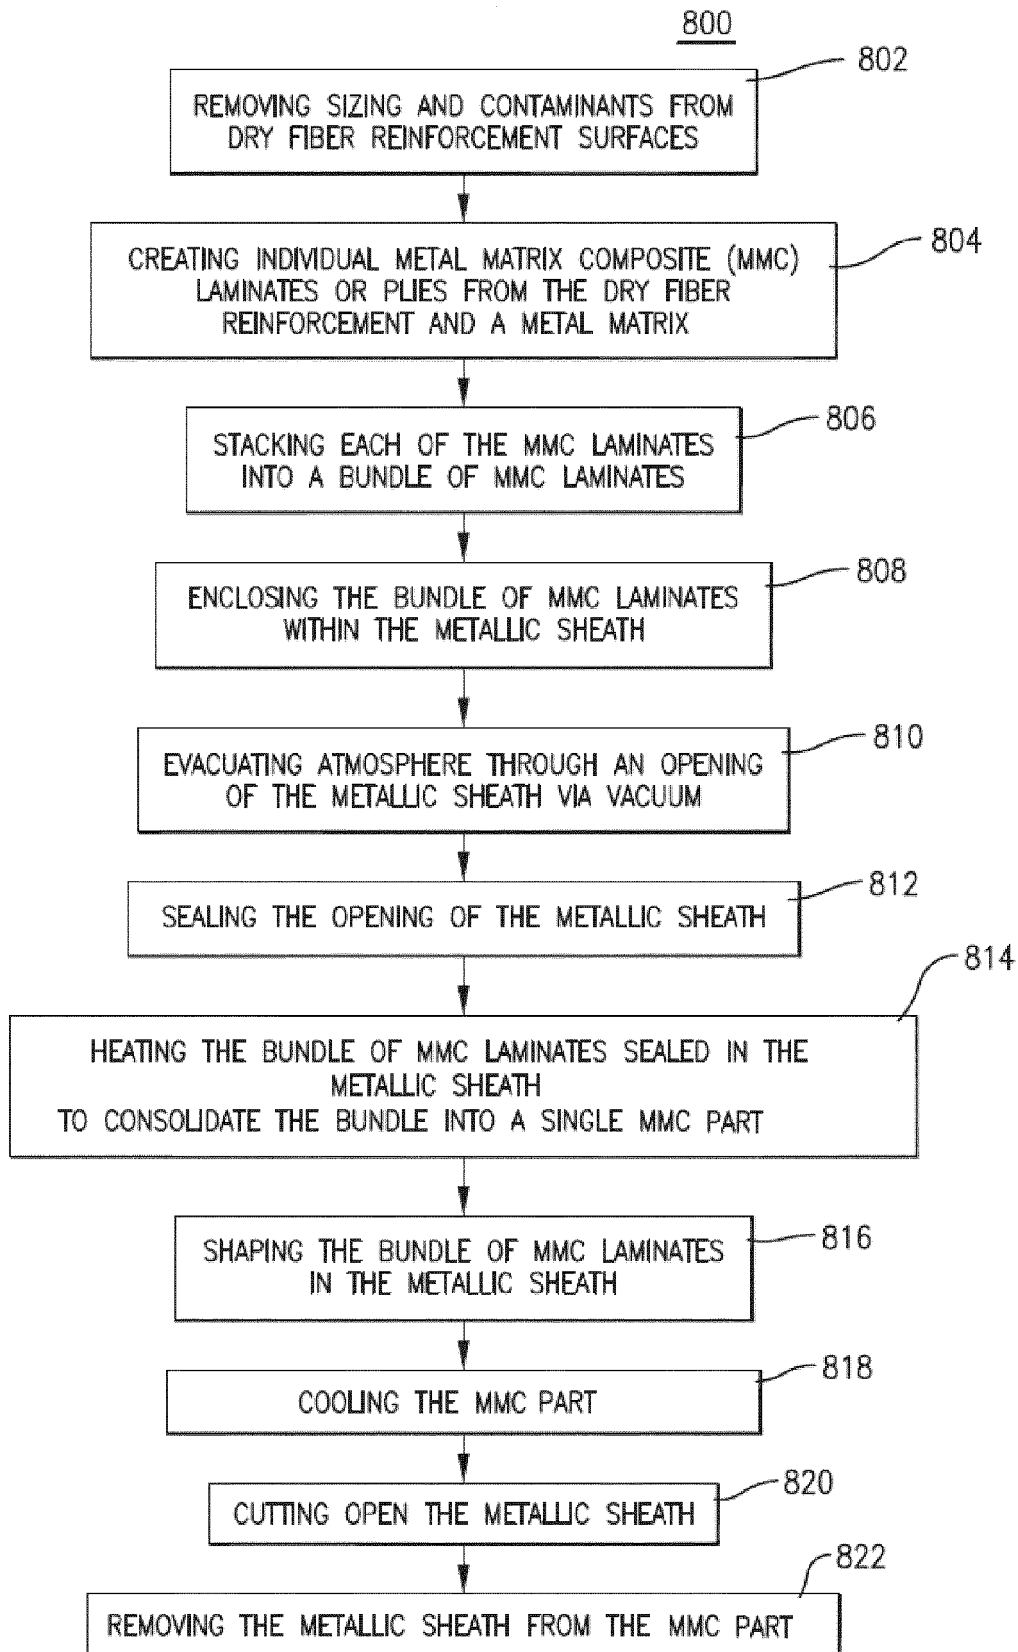 800
802
REMOVING SIZING AND CONTAMINANTS FROM
DRY FIBER REINFORCEMENT SURFACES
804
CREATING INDIVIDUAL METAL MATRIX COMPOSITE (MMC)
LAMINATES OR PLIES FROM THE DRY FIBER
REINFORCEMENT AND A METAL MATRIX
806
STACKING EACH OF THE MMC LAMINATES
INTO A BUNDLE OF MMC LAMINATES
808
ENCLOSING THE BUNDLE OF MMC LAMINATES
WITHIN THE METALLIC SHEATH
810
EVACUATING ATMOSPHERE THROUGH AN OPENING
OF THE METALLIC SHEATH VIA VACUUM
812
SEALING THE OPENING OF THE METALLIC SHEATH
814
HEATING THE BUNDLE OF MMC LAMINATES SEALED IN THE
METALLIC SHEATH
TO CONSOLIDATE THE BUNDLE INTO A SINGLE MMC PART
816
SHAPING THE BUNDLE OF MMC LAMINATES
IN THE METALLIC SHEATH
818
COOLING THE MMC PART
820
CUTTING OPEN THE METALLIC SHEATH
822
REMOVING THE METALLIC SHEATH FROM THE MMC PART